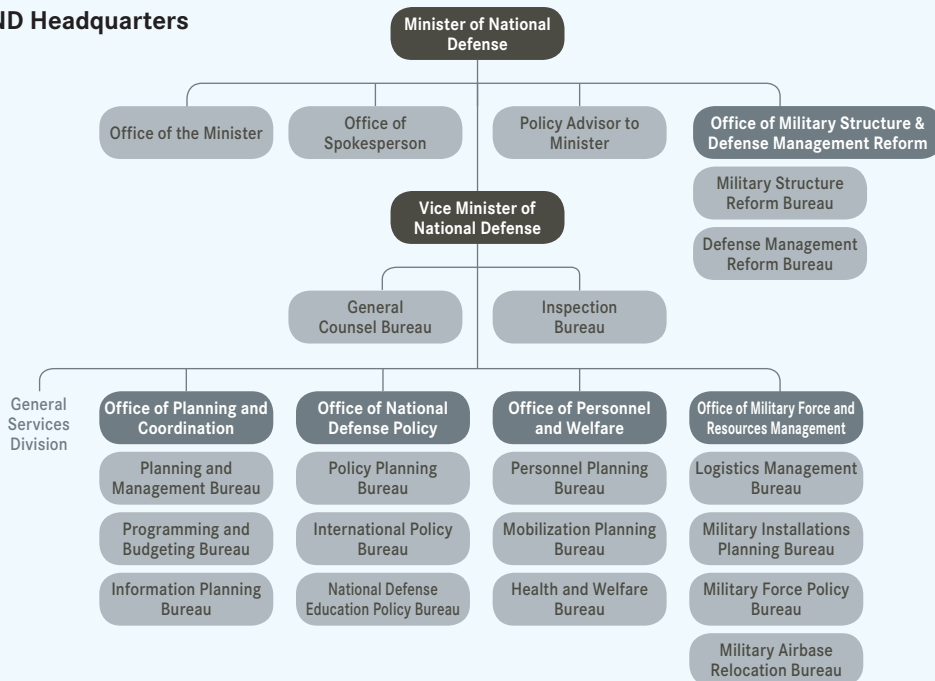 ND Headquarters
Minister of National
Defense
Office of the Minister
Office of
Spokesperson
Policy Advisor to
Minister
Office of Military Structure &
Defense Management Reform
Military Structure
Reform Bureau
Defense Management
Reform Bureau
Vice Minister of
National Defense
General
Counsel Bureau
Inspection
Bureau
General
Services
Division
Office of Planning and
Coordination
Planning and
Management Bureau
Programming and
Budgeting Bureau
Information Planning
Bureau
Office of National
Defense Policy
Policy Planning
Bureau
International Policy
Bureau
National Defense
Education Policy Bureau
Office of Personnel
and Welfare
Personnel Planning
Bureau
Mobilization Planning
Bureau
Health and Welfare
Bureau
Office of Military Force and
Resources Management
Logistics Management
Bureau
Military Installations
Planning Bureau
Military Force Policy
Bureau
Military Airbase
Relocation Bureau